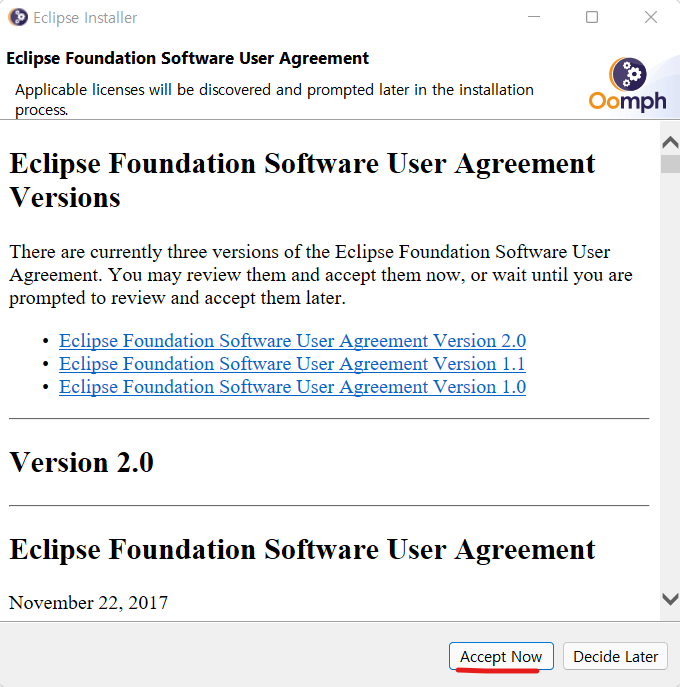 Eclipse Installer
Eclipse Foundation Software User Agreement
Applicable licenses will be discovered and prompted later in the installation
process.
Oomph
Eclipse Foundation Software User Agreement
Versions
There are currently three versions of the Eclipse Foundation Software User
Agreement. You may review them and accept them now, or wait until you are
prompted to review and accept them later.
• Eclipse Foundation Software User Agreement Version 2.0
• Eclipse Foundation Software User Agreement Version 1.1
• Eclipse Foundation Software User Agreement Version 1.0
Version 2.0
Eclipse Foundation Software User Agreement
November 22, 2017
Accept Now
Decide Later